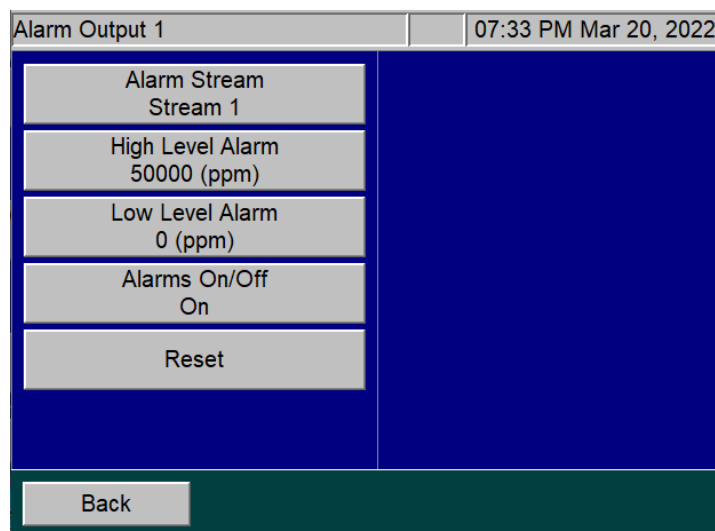 Alarm Output 1
07:33 PM Mar 20, 2022
Alarm Stream
Stream 1
High Level Alarm
50000 (ppm)
Low Level Alarm
0 (ppm)
Alarms On/Off
On
Reset
Back